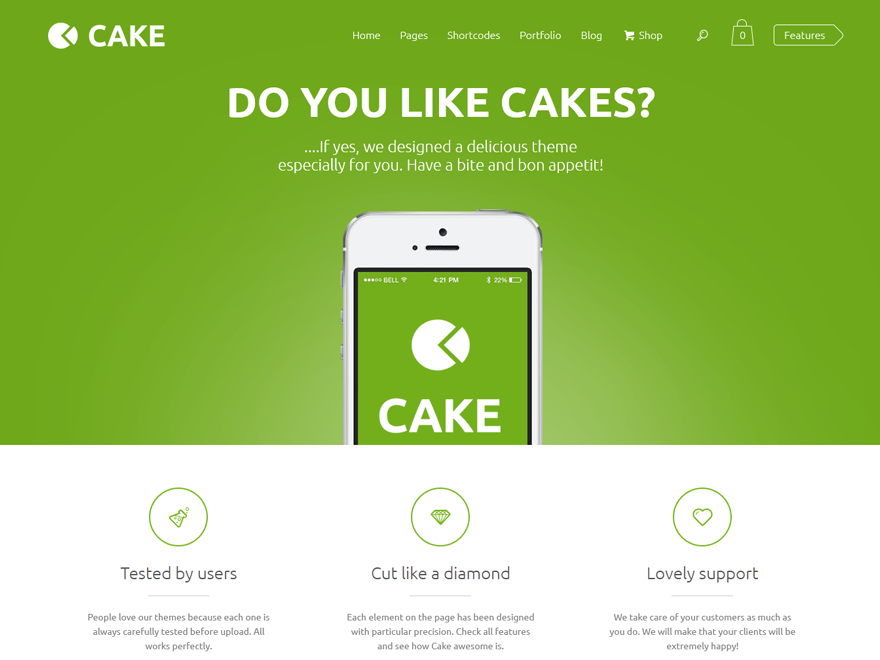 CAKE
Home Pages Shortcodes Portfolio Blog Shop 0 Features
DO YOU LIKE CAKES?
....If yes, we designed a delicious theme
especially for you. Have a bite and bon appetit!
BELL 4:21 PM 22%
CAKE
Tested by users
People love our themes because each one is
always carefully tested before upload. All
works perfectly.
Cut like a diamond
Each element on the page has been designed
with particular precision. Check all features
and see how Cake awesome is.
Lovely support
We take care of your customers as much as
you do. We will make that your clients will be
extremely happy!